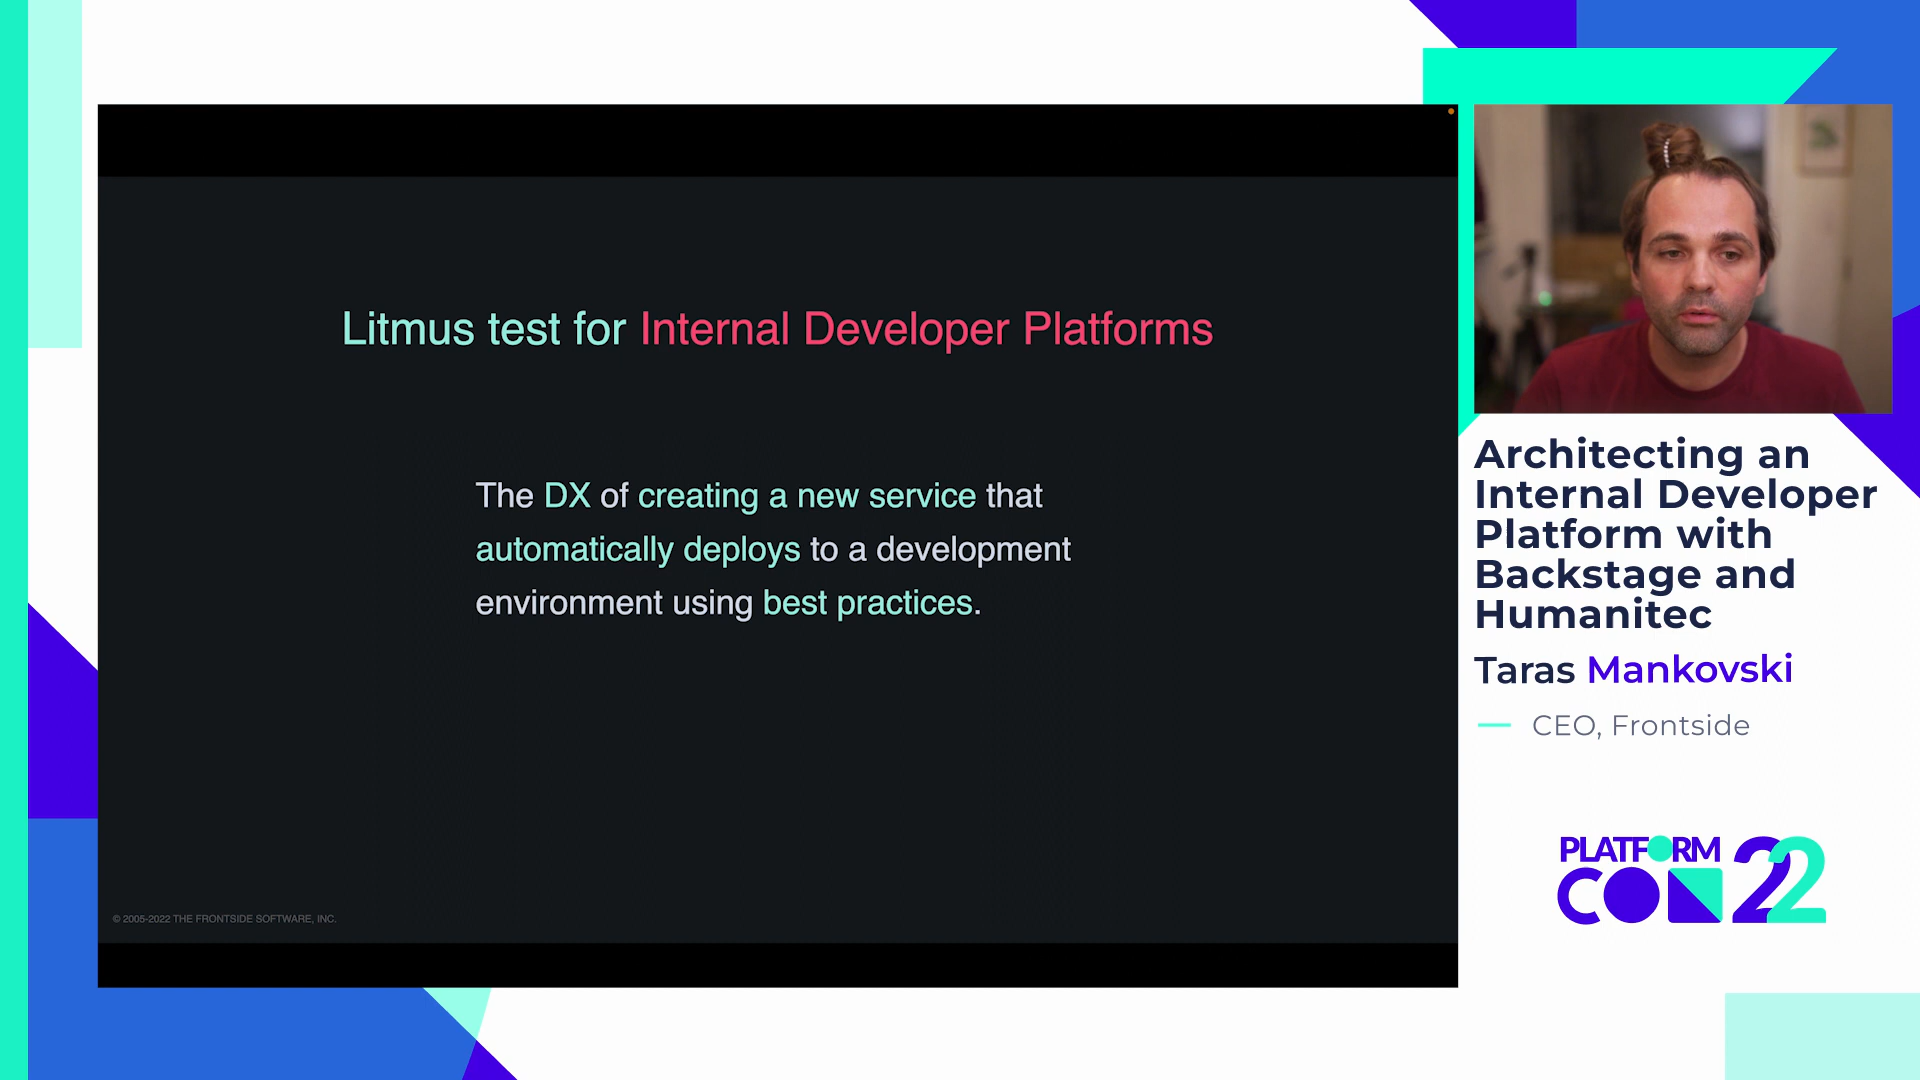 Litmus test for Internal Developer Platforms
The DX of creating a new service that
automatically deploys to a development
environment using best practices.
© 2005-2022 THE FRONTSIDE SOFTWARE, INC.
Architecting an
Internal Developer
Platform with
Backstage and
Humanitec
Taras Mankovski
CEO, Frontside
PLATFORM
CON 22